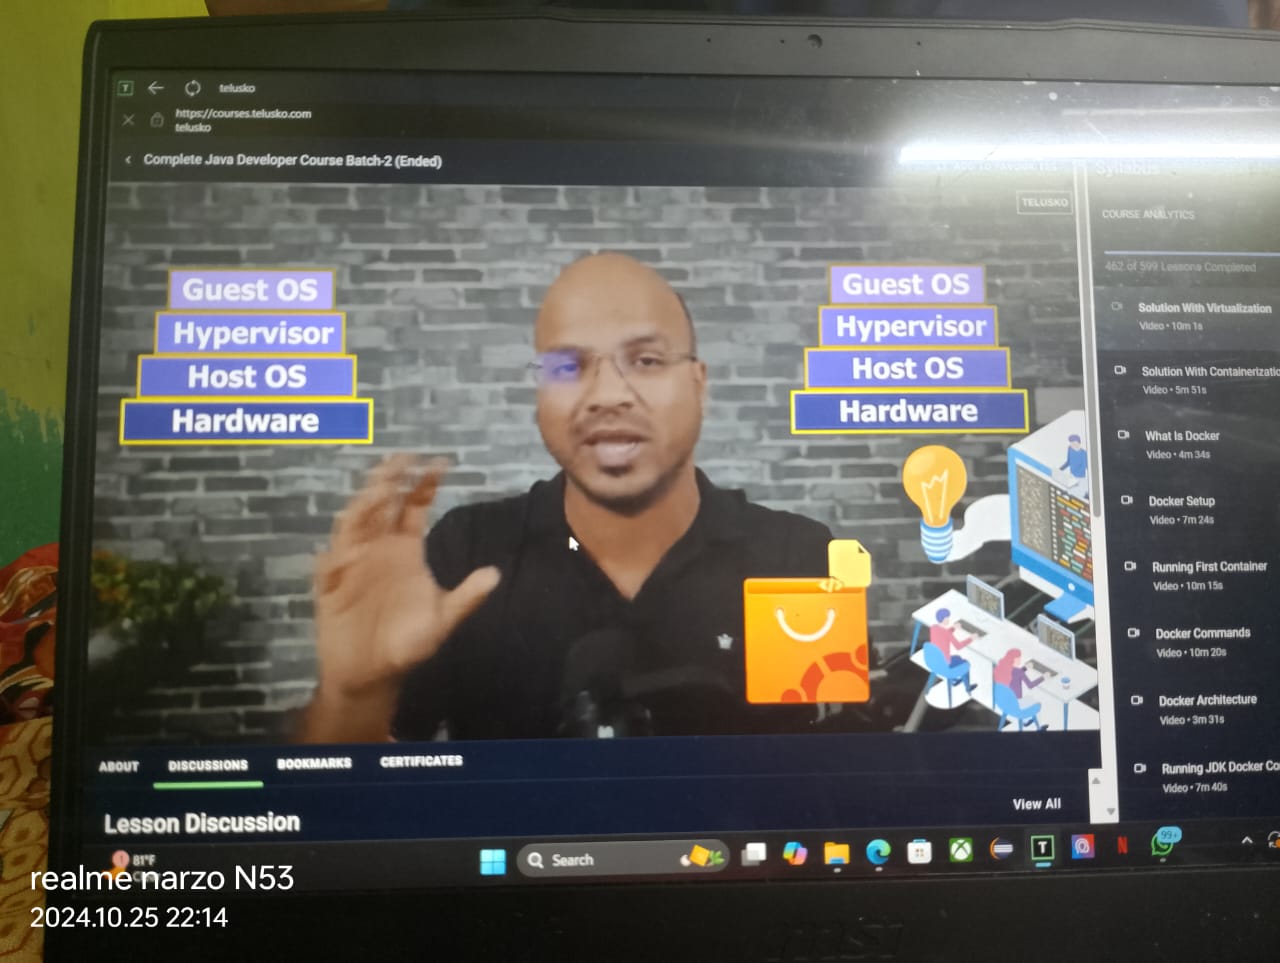 telusko
https://courses.telusko.com
telusko
Complete Java Developer Course Batch-2 (Ended)
TELUSKO
Guest OS
Hypervisor
Host OS
Hardware
Guest OS
Hypervisor
Host OS
Hardware
Syllabus
COURSE ANALYTICS
462 of 599 Lessons Completed
Solution With Virtualization
Video • 10m 1s
Solution With Containerizatio
Video • 5m 51s
What Is Docker
Video • 4m 34s
Docker Setup
Video • 7m 24s
Running First Container
Video • 10m 15s
Docker Commands
Video • 10m 20s
Docker Architecture
Video • 3m 31s
Running JDK Docker Co
Video • 7m 40s
ABOUT DISCUSSIONS BOOKMARKS CERTIFICATES
Lesson Discussion
View All
81°F
Search
T
N
99+
realme narzo N53
2024.10.25 22:14